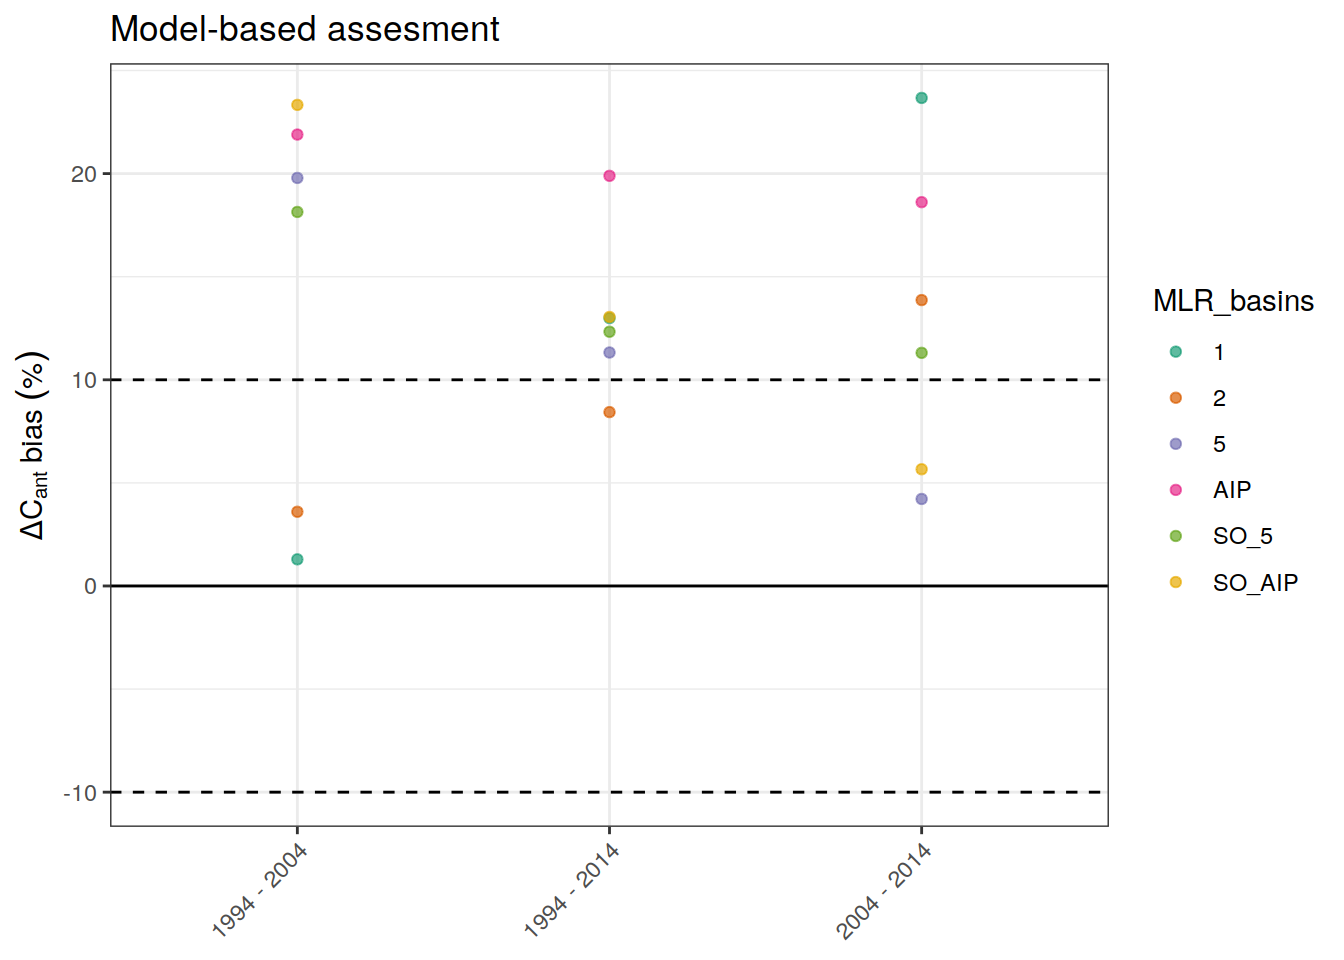 Model-based assesment
ΔCant bias (%)
20
10
0
-10
1994 - 2004
1994 - 2014
2004 - 2014
MLR_basins
1
2
5
AIP
SO_5
SO_AIP